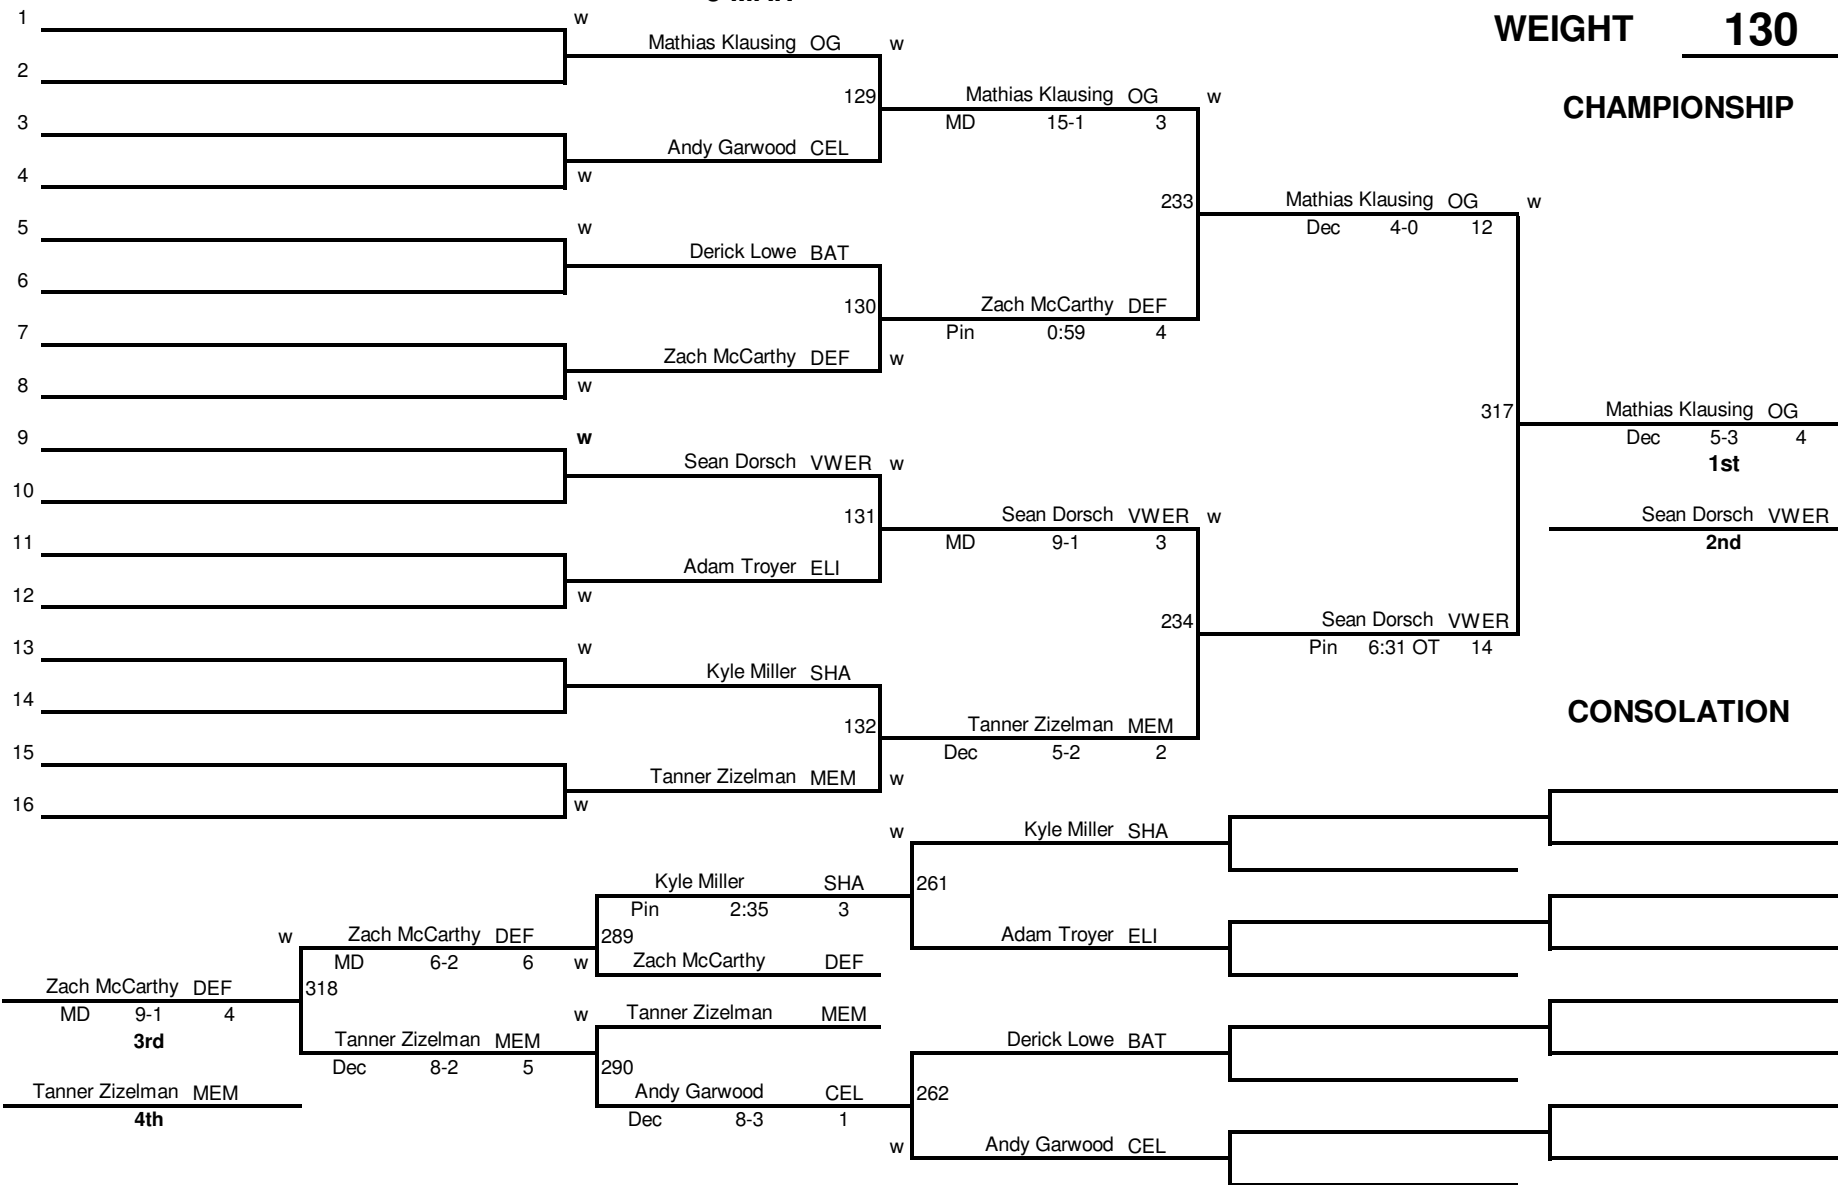 WEIGHT 130
CHAMPIONSHIP
1 w
Mathias Klausing OG w
2
129 Mathias Klausing OG w
MD 15-1 3
3
Andy Garwood CEL
4 w
233 Mathias Klausing OG w
Dec 4-0 12
5 w
Derick Lowe BAT
6
130 Zach McCarthy DEF
Pin 0:59 4
7
Zach McCarthy DEF w
8 w
317 Mathias Klausing OG
Dec 5-3 4
1st
9 w
Sean Dorsch VWER w
10
131 Sean Dorsch VWER w
MD 9-1 3
Sean Dorsch VWER
2nd
11
Adam Troyer ELI
12 w
234 Sean Dorsch VWER
Pin 6:31 OT 14
13 w
Kyle Miller SHA
14
132 Tanner Zizelman MEM
Dec 5-2 2
15
Tanner Zizelman MEM w
16 w
CONSOLATION
w Kyle Miller SHA
Kyle Miller SHA 261
Pin 2:35 3
w Zach McCarthy DEF 289
Adam Troyer ELI
MD 6-2 6 w Zach McCarthy DEF
Zach McCarthy DEF 318
MD 9-1 4
3rd
w Tanner Zizelman MEM
Tanner Zizelman MEM
Dec 8-2 5 290
Derick Lowe BAT
Tanner Zizelman MEM
4th
Andy Garwood CEL 262
Dec 8-3 1
w Andy Garwood CEL